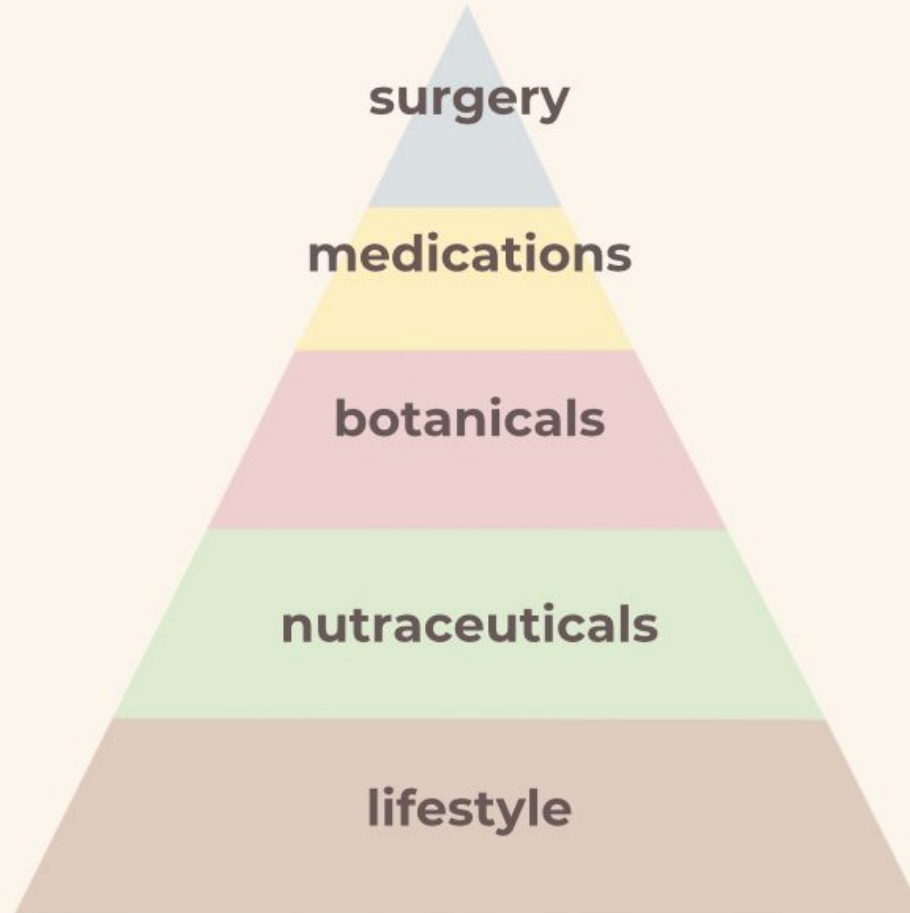 surgery
medications
botanicals
nutraceuticals
lifestyle